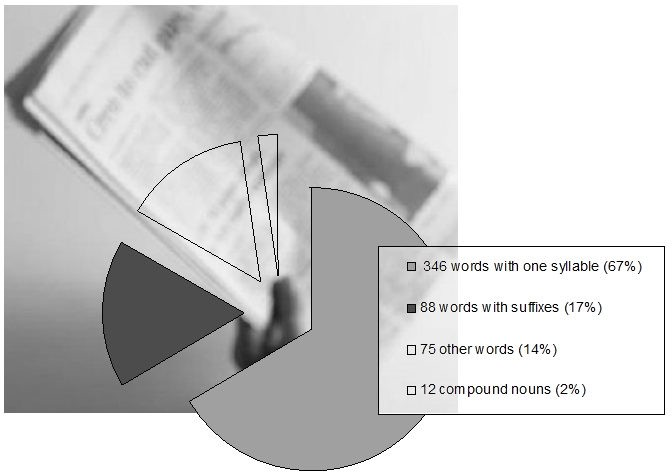 346 words with one syllable (67%)
88 words with suffixes (17%)
75 other words (14%)
12 compound nouns (2%)